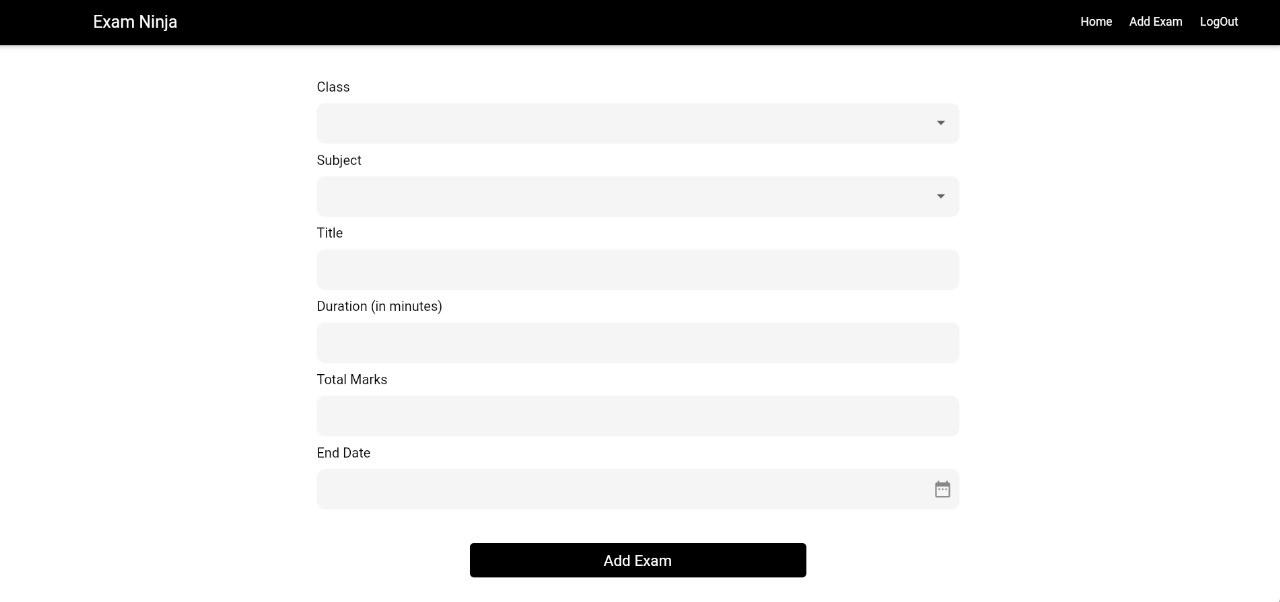 Exam Ninja
Home Add Exam LogOut
Class
Subject
Title
Duration (in minutes)
Total Marks
End Date
Add Exam